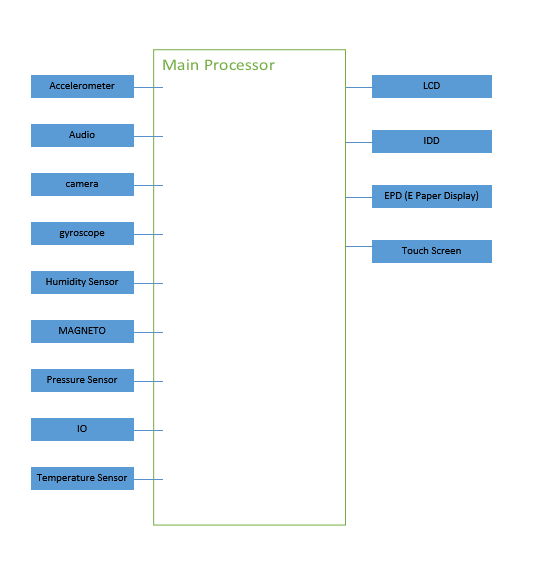 Main Processor
Accelerometer
Audio
camera
gyroscope
Humidity Sensor
MAGNETO
Pressure Sensor
IO
Temperature Sensor
LCD
IDD
EPD (E Paper Display)
Touch Screen